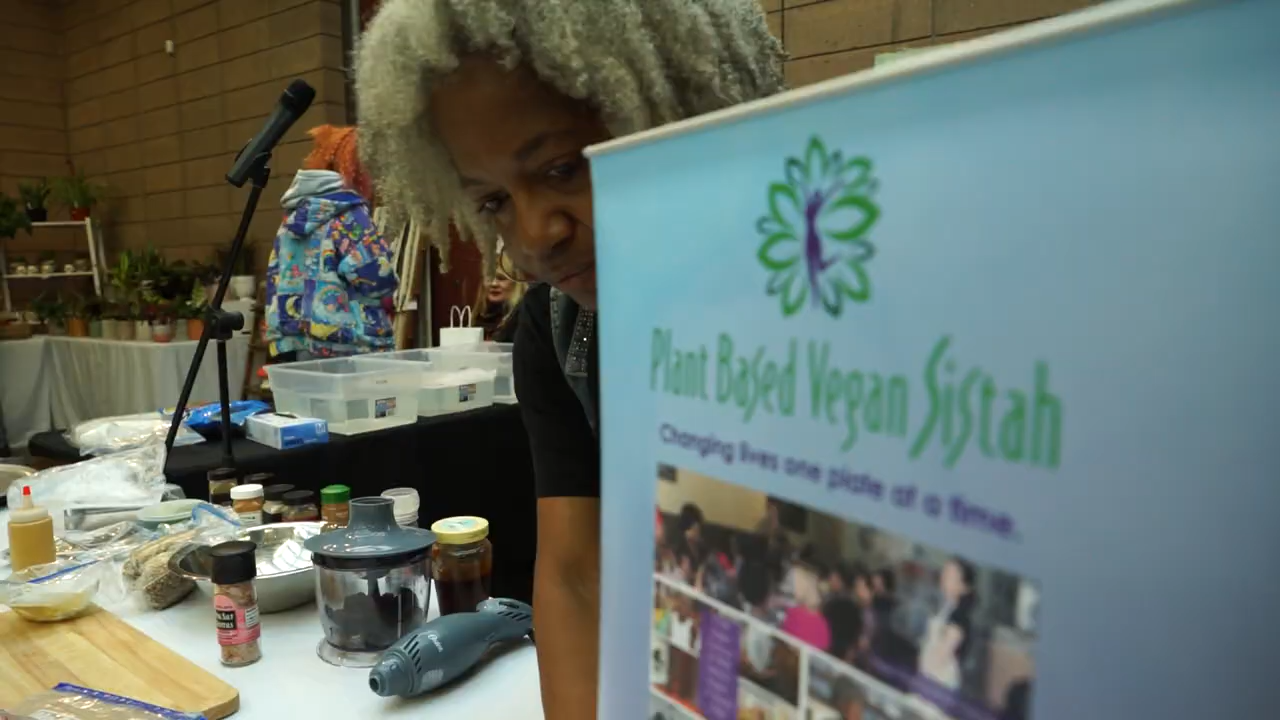 Plant Based Vegan Sistah
Changing lives one plate at a time.